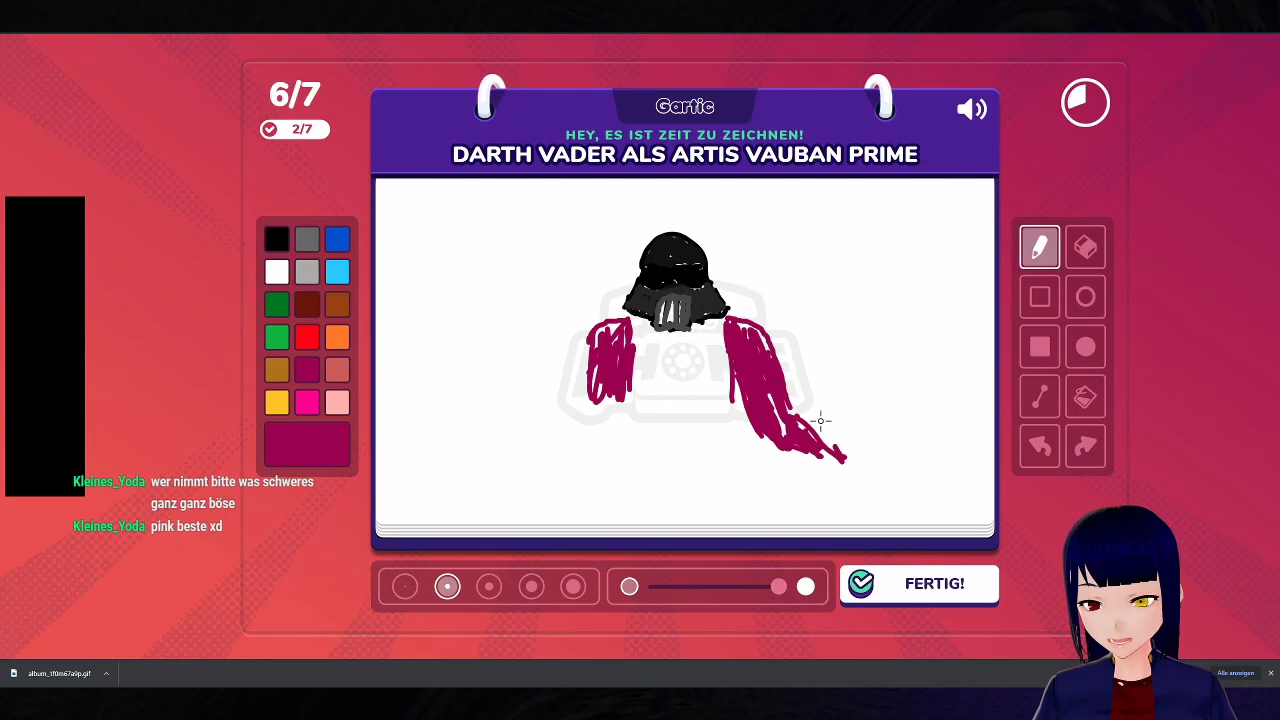 6/7
2/7
Gartic
HEY, ES IST ZEIT ZU ZEICHNEN!
DARTH VADER ALS ARTIS VAUBAN PRIME
Kleines_Yoda wer nimmt bitte was schweres
ganz ganz böse
Kleines_Yoda pink beste xd
FERTIG!
album_1f0m67a9p.gif
Alle anzeigen